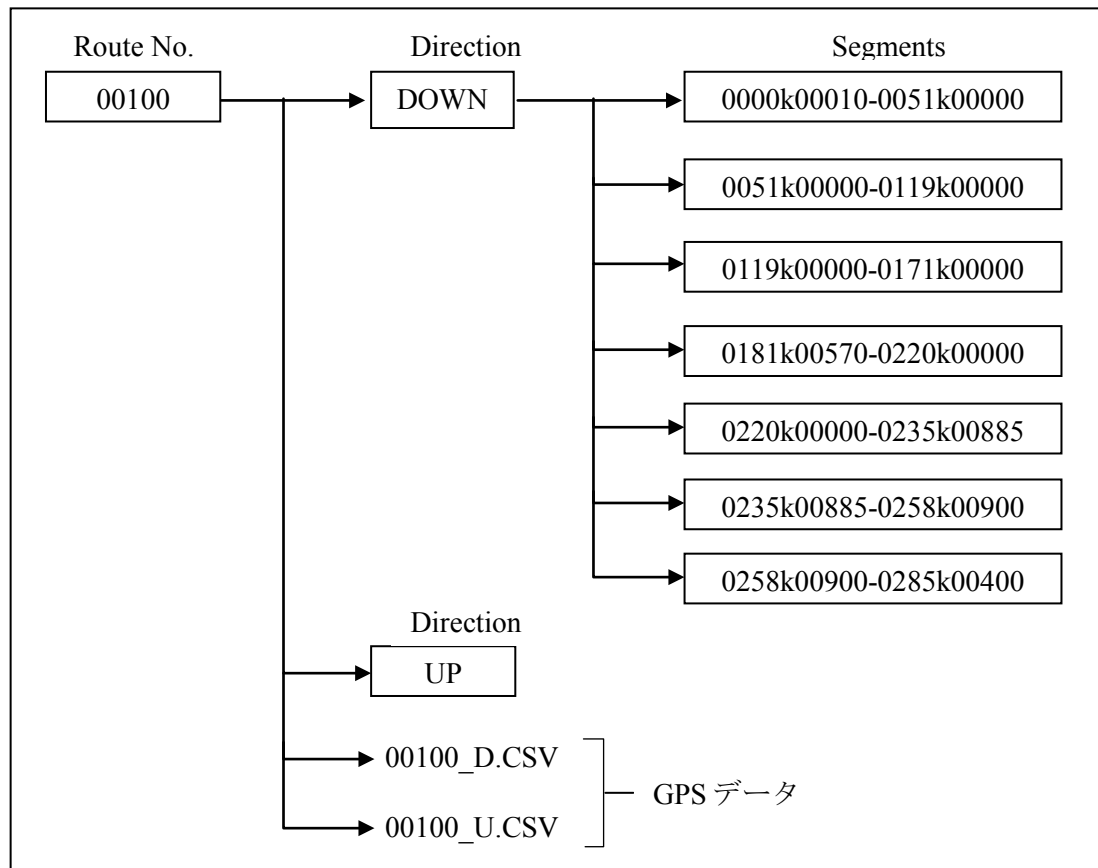 Route No.
Direction
Segments
00100
DOWN
0000k00010-0051k00000
0051k00000-0119k00000
0119k00000-0171k00000
0181k00570-0220k00000
0220k00000-0235k00885
0235k00885-0258k00900
0258k00900-0285k00400
Direction
UP
00100_D.CSV
GPS データ
00100_U.CSV